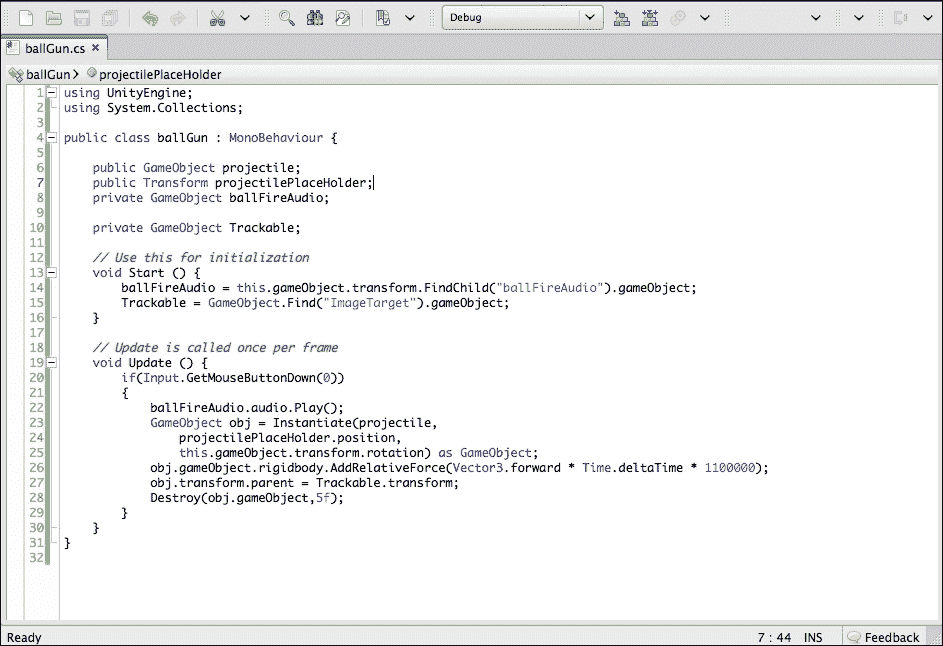 Debug
ballGun.cs ×
ballGun› projectilePlaceHolder
1 using UnityEngine;
2 using System.Collections;
3
4 public class ballGun : MonoBehaviour {
5
6     public GameObject projectile;
7     public Transform projectilePlaceHolder;
8     private GameObject ballFireAudio;
9
10     private GameObject Trackable;
11
12     // Use this for initialization
13     void Start () {
14         ballFireAudio = this.gameObject.transform.FindChild("ballFireAudio").gameObject;
15         Trackable = GameObject.Find("ImageTarget").gameObject;
16     }
17
18     // Update is called once per frame
19     void Update () {
20         if(Input.GetMouseButtonDown(0))
21         {
22             ballFireAudio.audio.Play();
23             GameObject obj = Instantiate(projectile,
24                 projectilePlaceHolder.position,
25                 this.gameObject.transform.rotation) as GameObject;
26             obj.gameObject.rigidbody.AddRelativeForce(Vector3.forward * Time.deltaTime * 1100000);
27             obj.transform.parent = Trackable.transform;
28             Destroy(obj.gameObject,5f);
29         }
30     }
31 }
32
Ready 7 : 44 INS Feedback